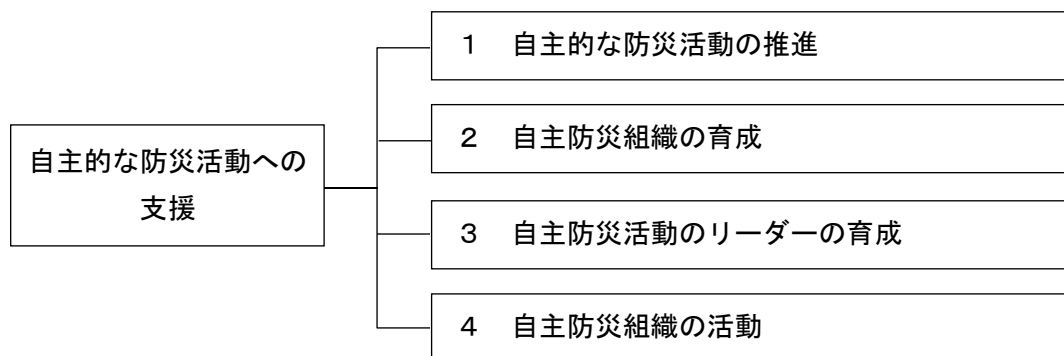 自主的な防災活動への
支援
１　自主的な防災活動の推進
２　自主防災組織の育成
３　自主防災活動のリーダーの育成
４　自主防災組織の活動